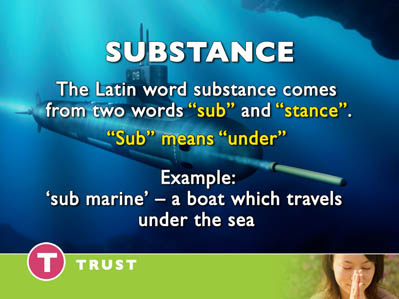 SUBSTANCE
The Latin word substance comes
from two words “sub” and “stance”.
“Sub” means “under”
Example:
‘sub marine’ – a boat which travels
under the sea
T TRUST